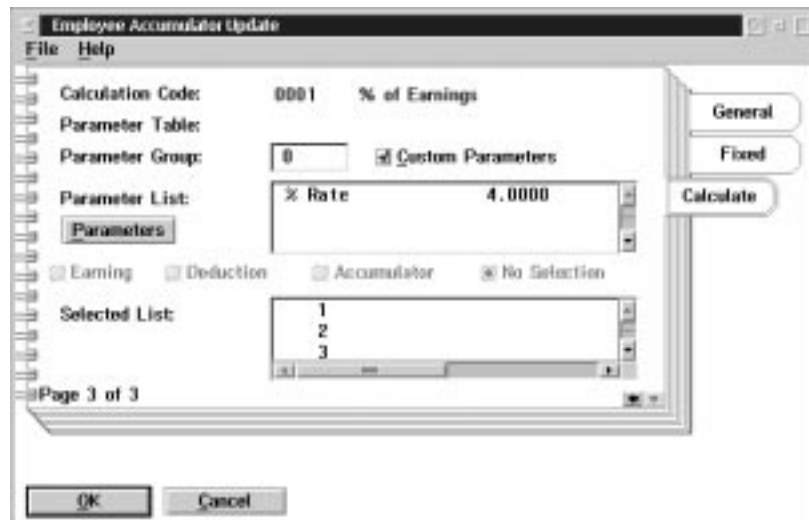 Employee Accumulator Update
File Help
Calculation Code: 0001 % of Earnings
Parameter Table:
Parameter Group: 0 Custom Parameters
Parameter List: % Rate 4.0000
Parameters
Earning Deduction Accumulator No Selection
Selected List: 1
2
3
Page 3 of 3
General
Fixed
Calculate
OK Cancel